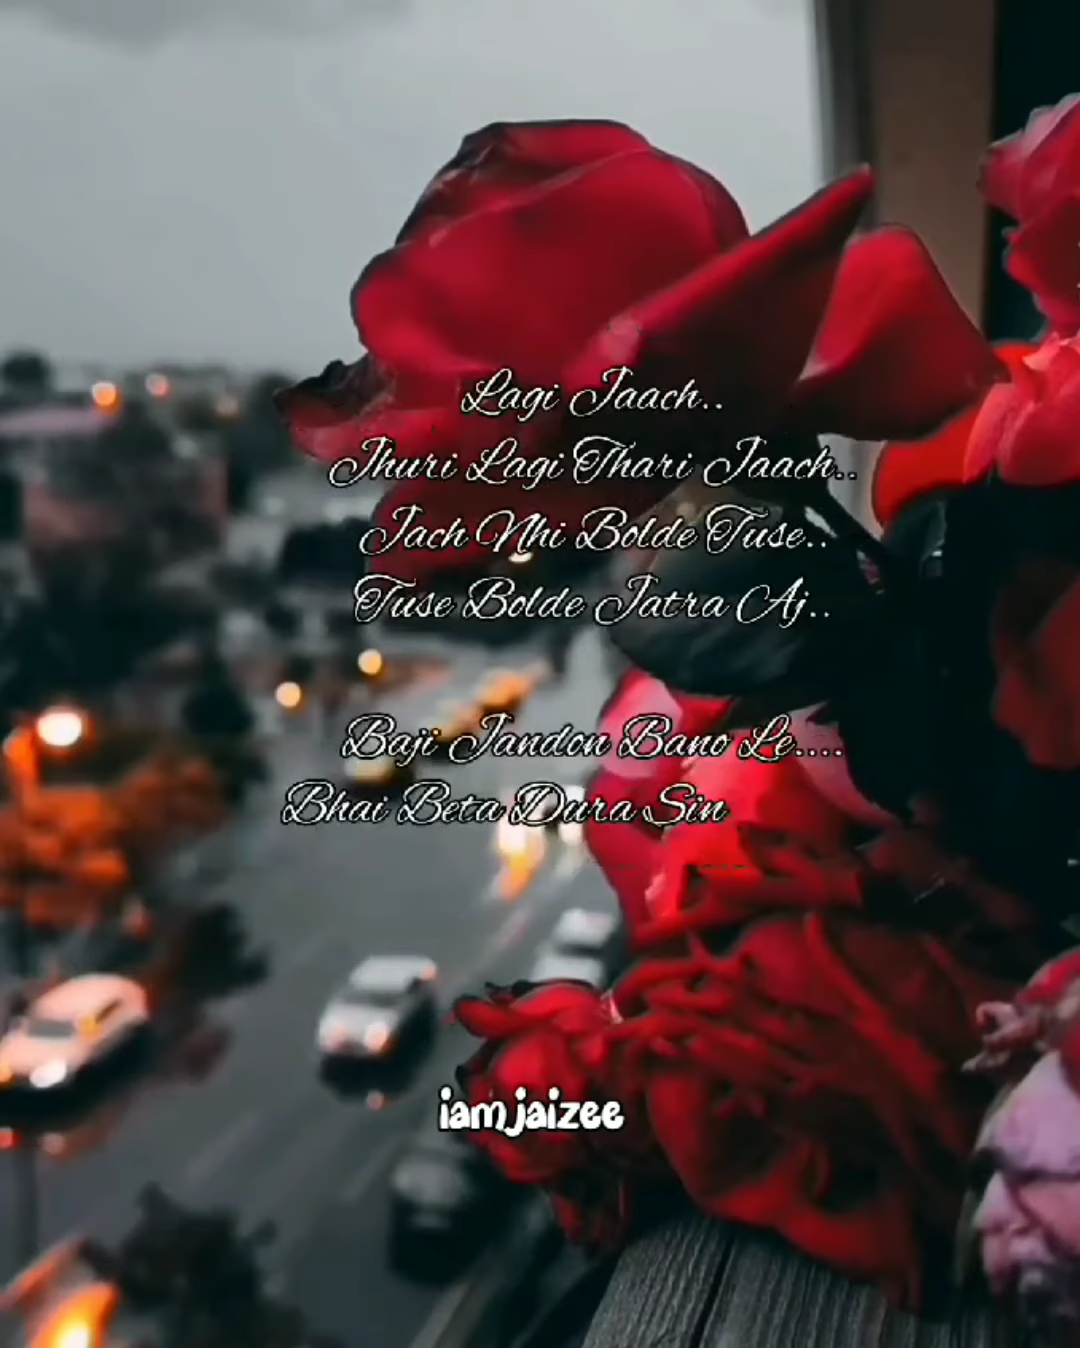 Lagi Jaach..
Jhuri Lagi Thari Jaach..
Jach Nhi Bolde Tuse..
Tuse Bolde Jatra Aj..
Baji Jandon Bano Le....
Bhai Beta Dura Sin
iamjaizee